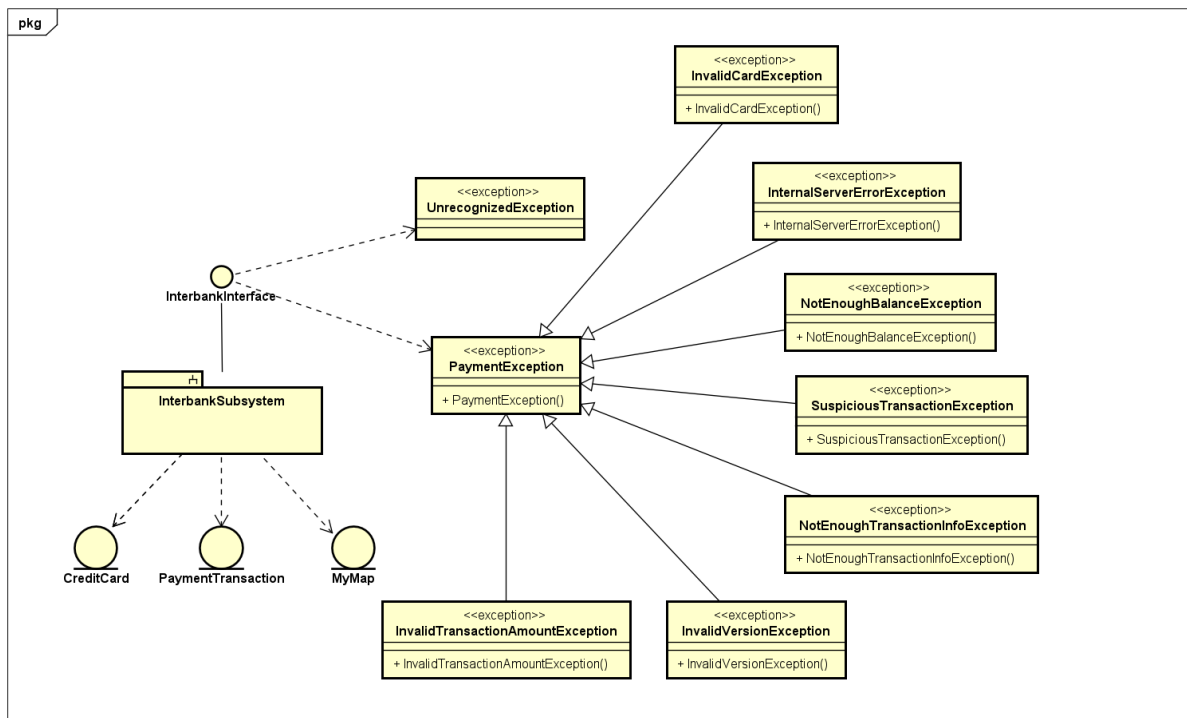 pkg
<<exception>>
InvalidCardException
+ InvalidCardException()
<<exception>>
InternalServerErrorException
+ InternalServerErrorException()
<<exception>>
UnrecognizedException
InterbankInterface
<<exception>>
NotEnoughBalanceException
+ NotEnoughBalanceException()
<<exception>>
PaymentException
+ PaymentException()
InterbankSubsystem
<<exception>>
SuspiciousTransactionException
+ SuspiciousTransactionException()
<<exception>>
NotEnoughTransactionInfoException
+ NotEnoughTransactionInfoException()
CreditCard
PaymentTransaction
MyMap
<<exception>>
InvalidTransactionAmountException
+ InvalidTransactionAmountException()
<<exception>>
InvalidVersionException
+ InvalidVersionException()